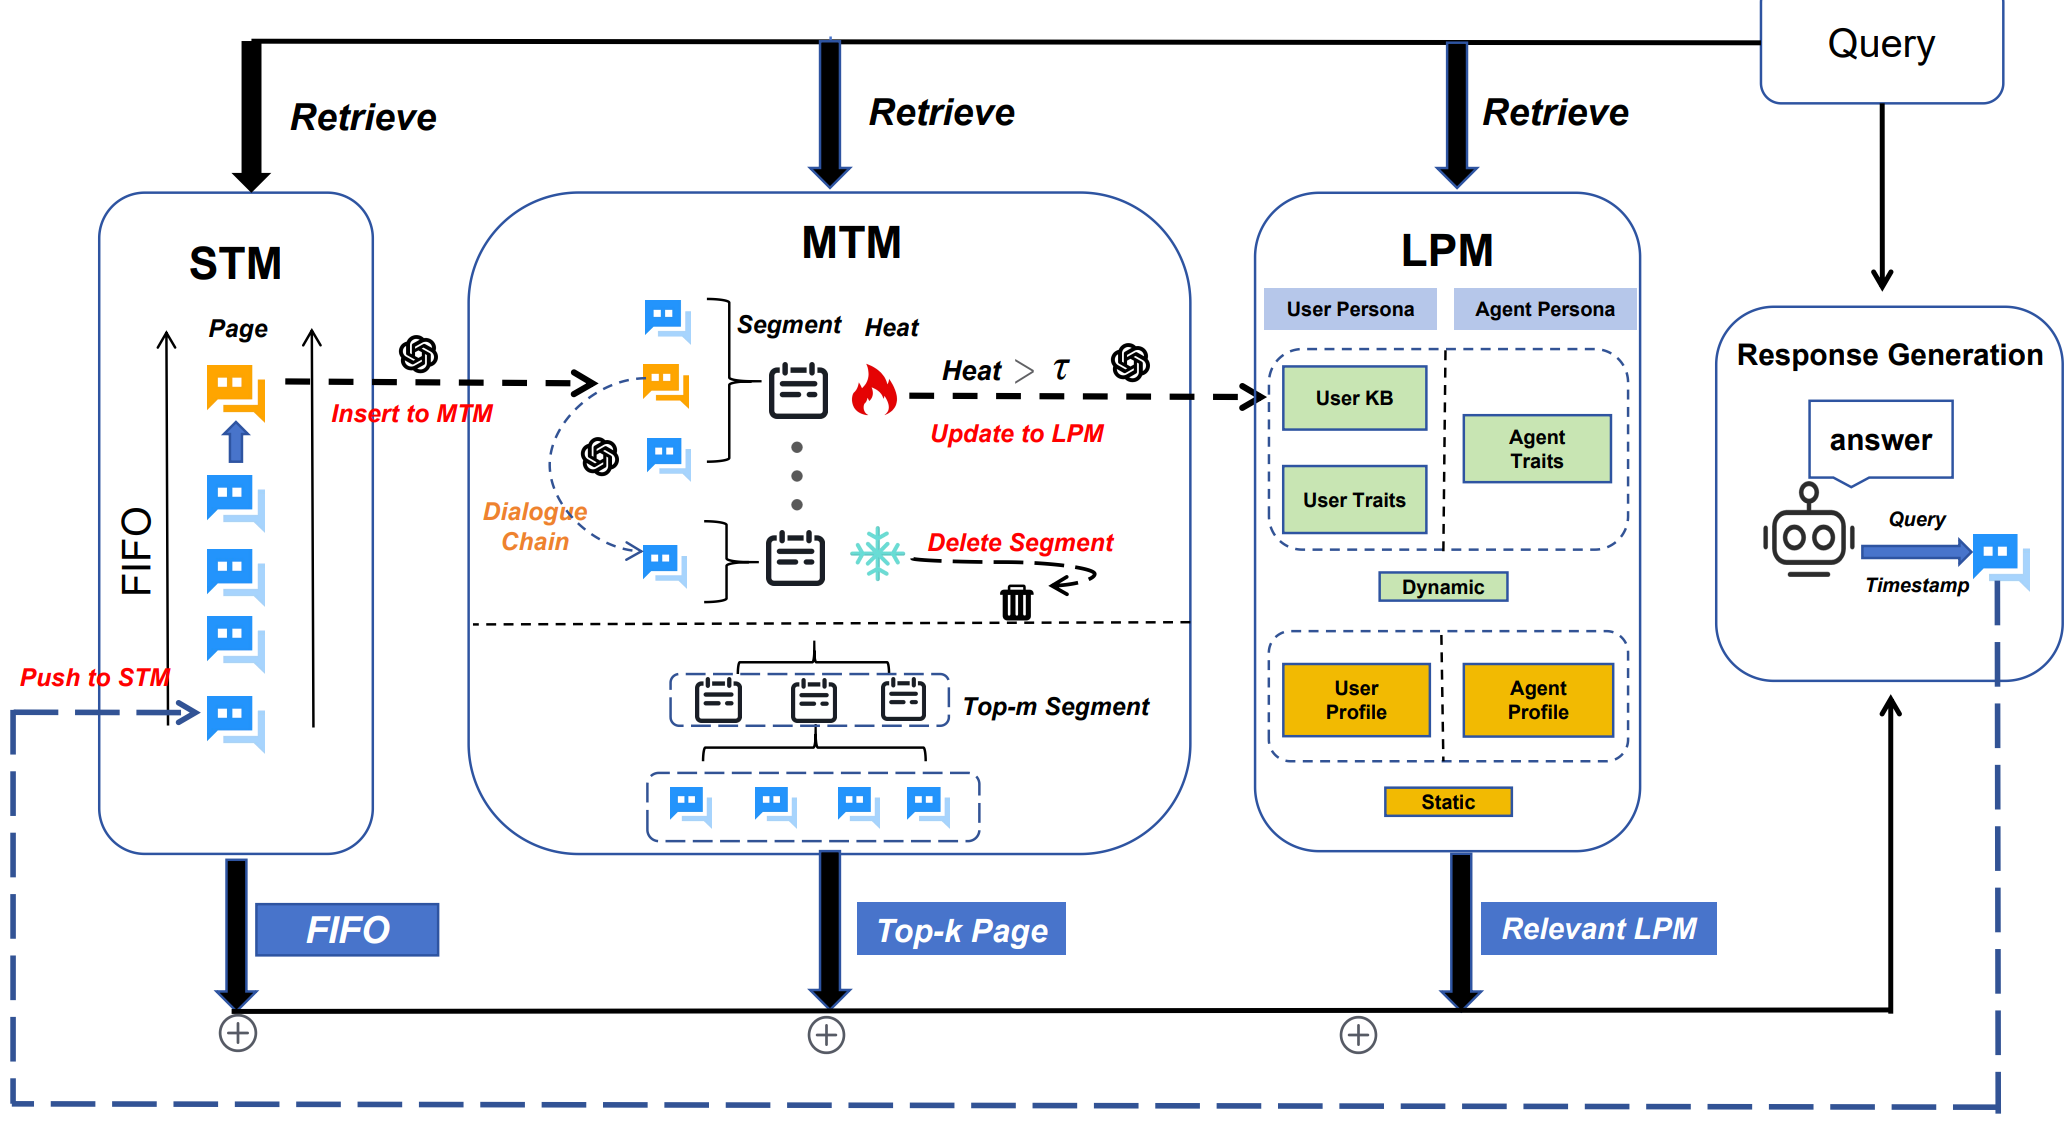 Query
Retrieve
Retrieve
Retrieve
STM
Page
FIFO
Push to STM
Insert to MTM
MTM
Segment
Heat
Dialogue
Chain
Heat > τ
Update to LPM
Delete Segment
Top-m Segment
LPM
User Persona
Agent Persona
User KB
User Traits
Agent
Traits
Dynamic
User
Profile
Agent
Profile
Static
Response Generation
answer
Query
Timestamp
FIFO
Top-k Page
Relevant LPM